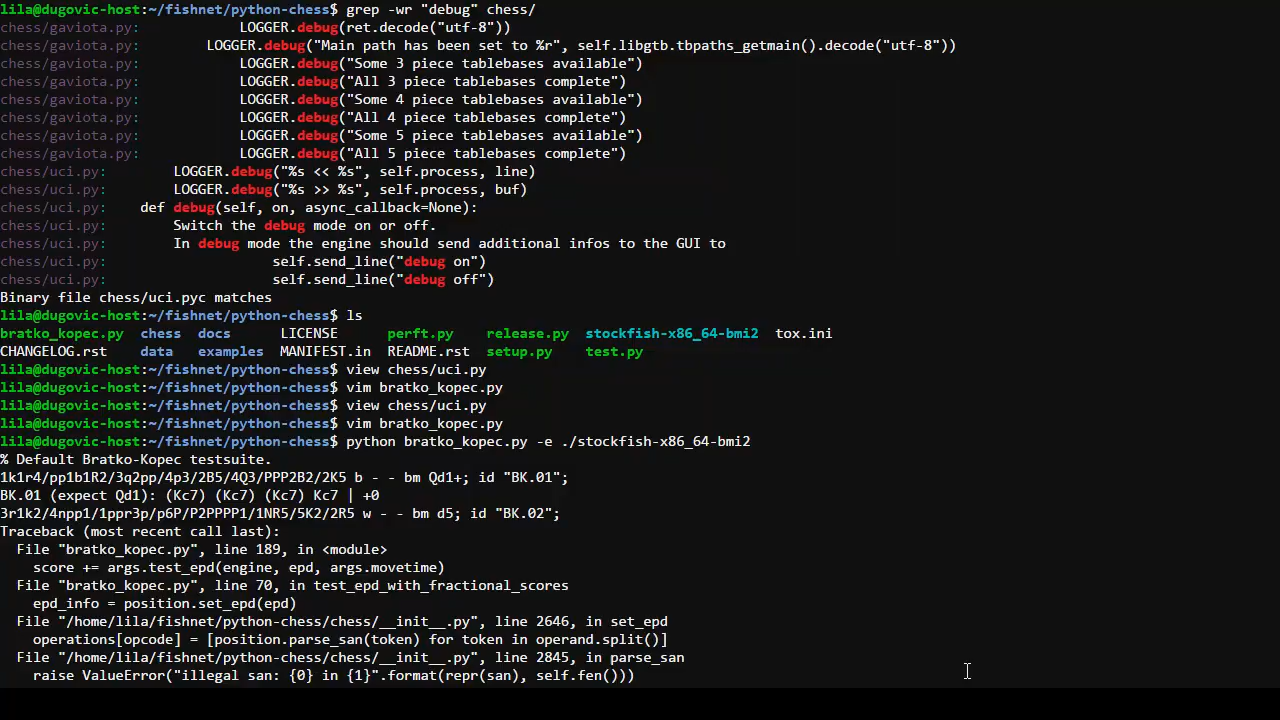 lila@dugovic-host:~/fishnet/python-chess$ grep -wr "debug" chess/
chess/gaviota.py:            LOGGER.debug(ret.decode("utf-8"))
chess/gaviota.py:        LOGGER.debug("Main path has been set to %r", self.libgtb.tbpaths_getmain().decode("utf-8"))
chess/gaviota.py:            LOGGER.debug("Some 3 piece tablebases available")
chess/gaviota.py:            LOGGER.debug("All 3 piece tablebases complete")
chess/gaviota.py:            LOGGER.debug("Some 4 piece tablebases available")
chess/gaviota.py:            LOGGER.debug("All 4 piece tablebases complete")
chess/gaviota.py:            LOGGER.debug("Some 5 piece tablebases available")
chess/gaviota.py:            LOGGER.debug("All 5 piece tablebases complete")
chess/uci.py:        LOGGER.debug("%s << %s", self.process, line)
chess/uci.py:        LOGGER.debug("%s >> %s", self.process, buf)
chess/uci.py:    def debug(self, on, async_callback=None):
chess/uci.py:        Switch the debug mode on or off.
chess/uci.py:        In debug mode the engine should send additional infos to the GUI to
chess/uci.py:                    self.send_line("debug on")
chess/uci.py:                    self.send_line("debug off")
Binary file chess/uci.pyc matches
lila@dugovic-host:~/fishnet/python-chess$ ls
bratko_kopec.py  chess  docs      LICENSE      perft.py    release.py  stockfish-x86_64-bmi2  tox.ini
CHANGELOG.rst    data   examples  MANIFEST.in  README.rst  setup.py    test.py
lila@dugovic-host:~/fishnet/python-chess$ view chess/uci.py
lila@dugovic-host:~/fishnet/python-chess$ vim bratko_kopec.py
lila@dugovic-host:~/fishnet/python-chess$ view chess/uci.py
lila@dugovic-host:~/fishnet/python-chess$ vim bratko_kopec.py
lila@dugovic-host:~/fishnet/python-chess$ python bratko_kopec.py -e ./stockfish-x86_64-bmi2
% Default Bratko-Kopec testsuite.
1k1r4/pp1b1R2/3q2pp/4p3/2B5/4Q3/PPP2B2/2K5 b - - bm Qd1+; id "BK.01";
BK.01 (expect Qd1): (Kc7) (Kc7) (Kc7) Kc7 | +0
3r1k2/4npp1/1ppr3p/p6P/P2PPPP1/1NR5/5K2/2R5 w - - bm d5; id "BK.02";
Traceback (most recent call last):
  File "bratko_kopec.py", line 189, in <module>
    score += args.test_epd(engine, epd, args.movetime)
  File "bratko_kopec.py", line 70, in test_epd_with_fractional_scores
    epd_info = position.set_epd(epd)
  File "/home/lila/fishnet/python-chess/chess/__init__.py", line 2646, in set_epd
    operations[opcode] = [position.parse_san(token) for token in operand.split()]
  File "/home/lila/fishnet/python-chess/chess/__init__.py", line 2845, in parse_san
    raise ValueError("illegal san: {0} in {1}".format(repr(san), self.fen()))